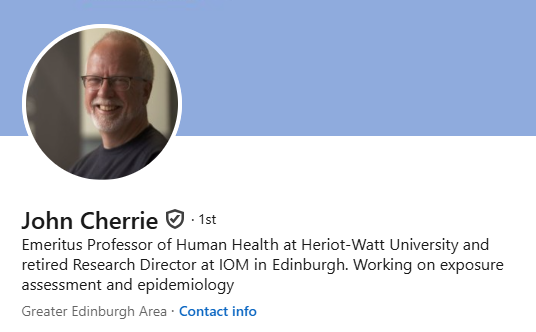 John Cherrie · 1st
Emeritus Professor of Human Health at Heriot-Watt University and
retired Research Director at IOM in Edinburgh. Working on exposure
assessment and epidemiology
Greater Edinburgh Area · Contact info